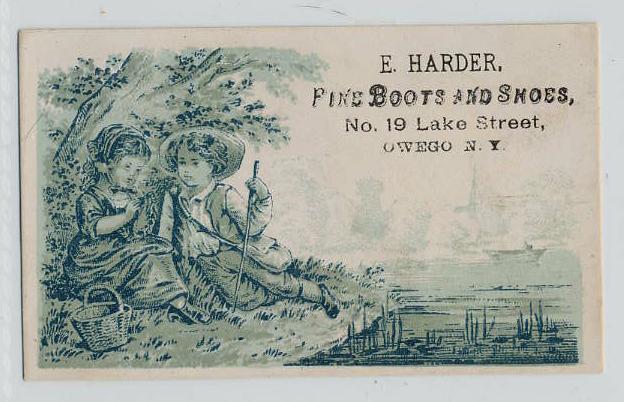 E. HARDER,
FINE BOOTS AND SHOES,
No. 19 Lake Street,
OWEGO N. Y.